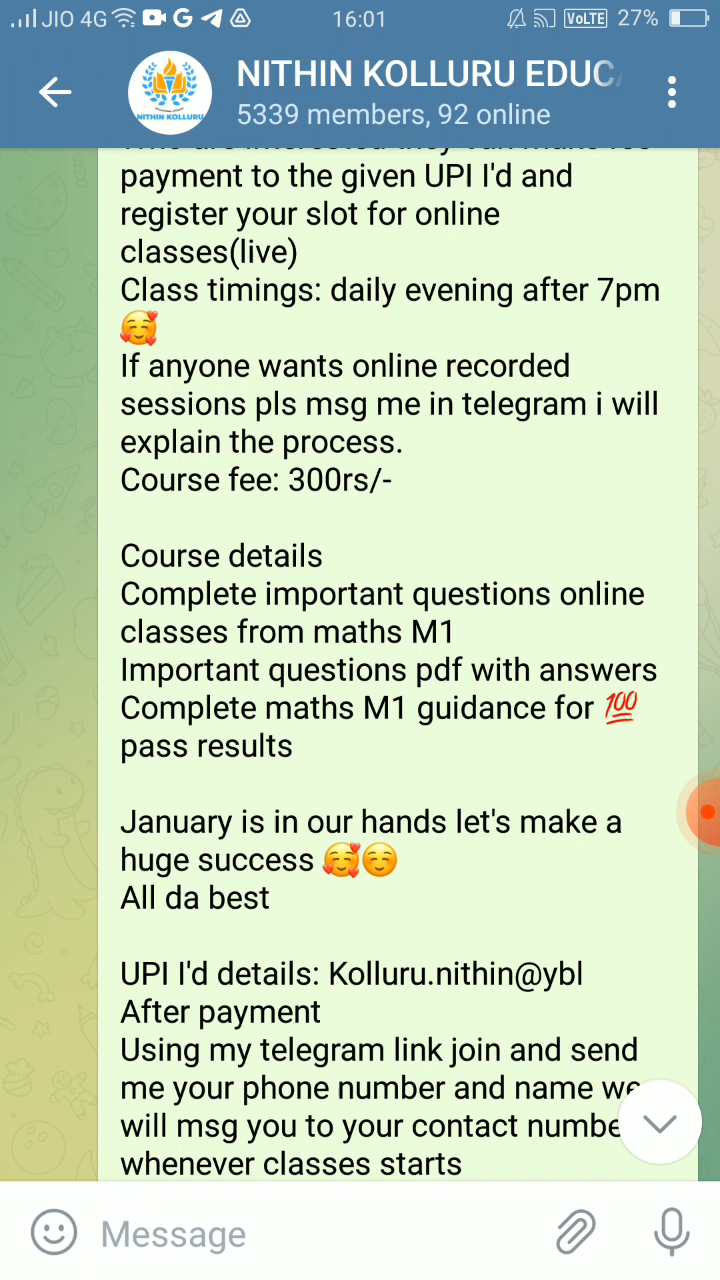 JIO 4G
16:01
VoLTE 27%
NITHIN KOLLURU EDUCA
5339 members, 92 online
NITHIN KOLLURU
payment to the given UPI I'd and
register your slot for online
classes(live)
Class timings: daily evening after 7pm
🥰
If anyone wants online recorded
sessions pls msg me in telegram i will
explain the process.
Course fee: 300rs/-
Course details
Complete important questions online
classes from maths M1
Important questions pdf with answers
Complete maths M1 guidance for 💯
pass results
January is in our hands let's make a
huge success 🥰☺️
All da best
UPI I'd details: Kolluru.nithin@ybl
After payment
Using my telegram link join and send
me your phone number and name we
will msg you to your contact numbe
whenever classes starts
Message